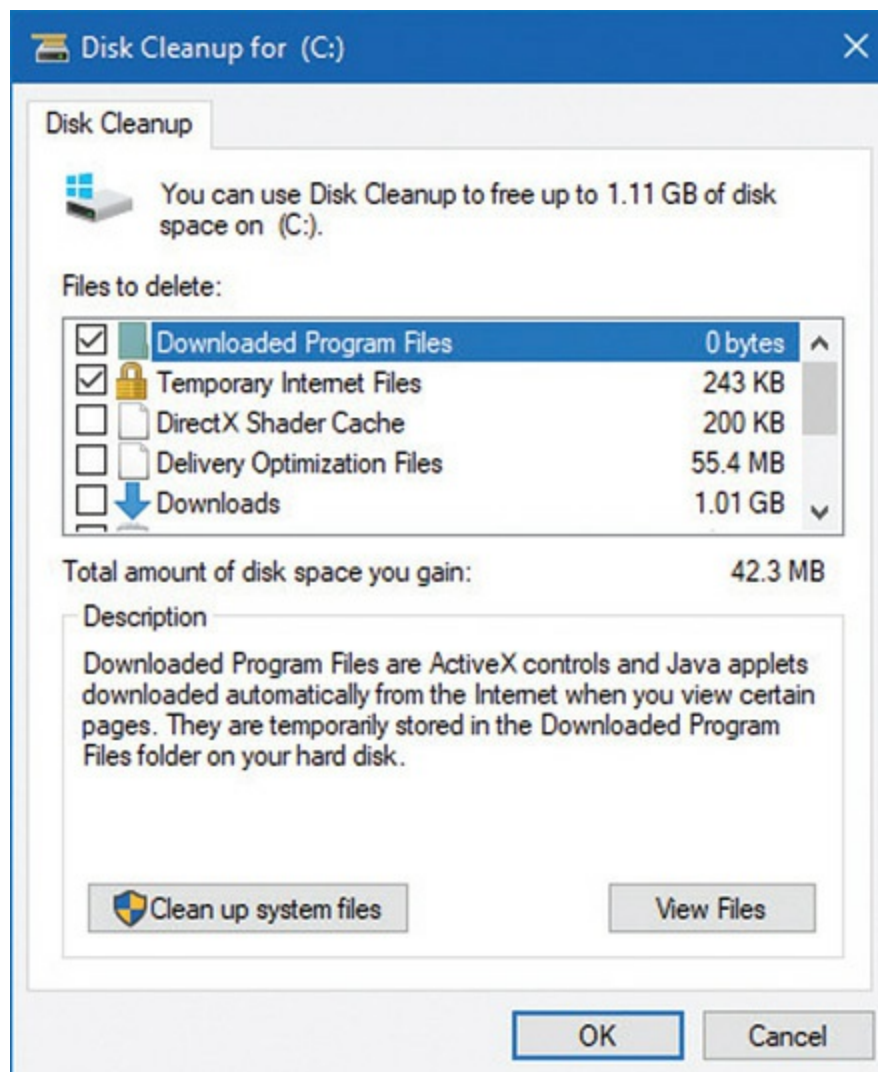 Disk Cleanup for (C:)
Disk Cleanup
You can use Disk Cleanup to free up to 1.11 GB of disk
space on (C:).
Files to delete:
Downloaded Program Files 0 bytes
Temporary Internet Files 243 KB
DirectX Shader Cache 200 KB
Delivery Optimization Files 55.4 MB
Downloads 1.01 GB
Total amount of disk space you gain: 42.3 MB
Description
Downloaded Program Files are ActiveX controls and Java applets
downloaded automatically from the Internet when you view certain
pages. They are temporarily stored in the Downloaded Program
Files folder on your hard disk.
Clean up system files
View Files
OK
Cancel